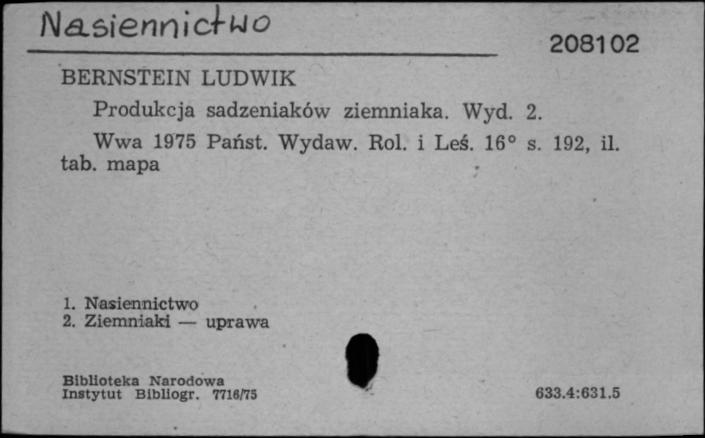 Nasiennictwo
208102
BERNSTEIN LUDWIK
Produkcja sadzeniaków ziemniaka. Wyd. 2.
Wwa 1975 Państ. Wydaw. Rol. i Leś. 16° s. 192, il.
tab. mapa
1. Nasiennictwo
2. Ziemniaki — uprawa
Biblioteka Narodowa
Instytut Bibliogr. 7716/75
633.4:631.5